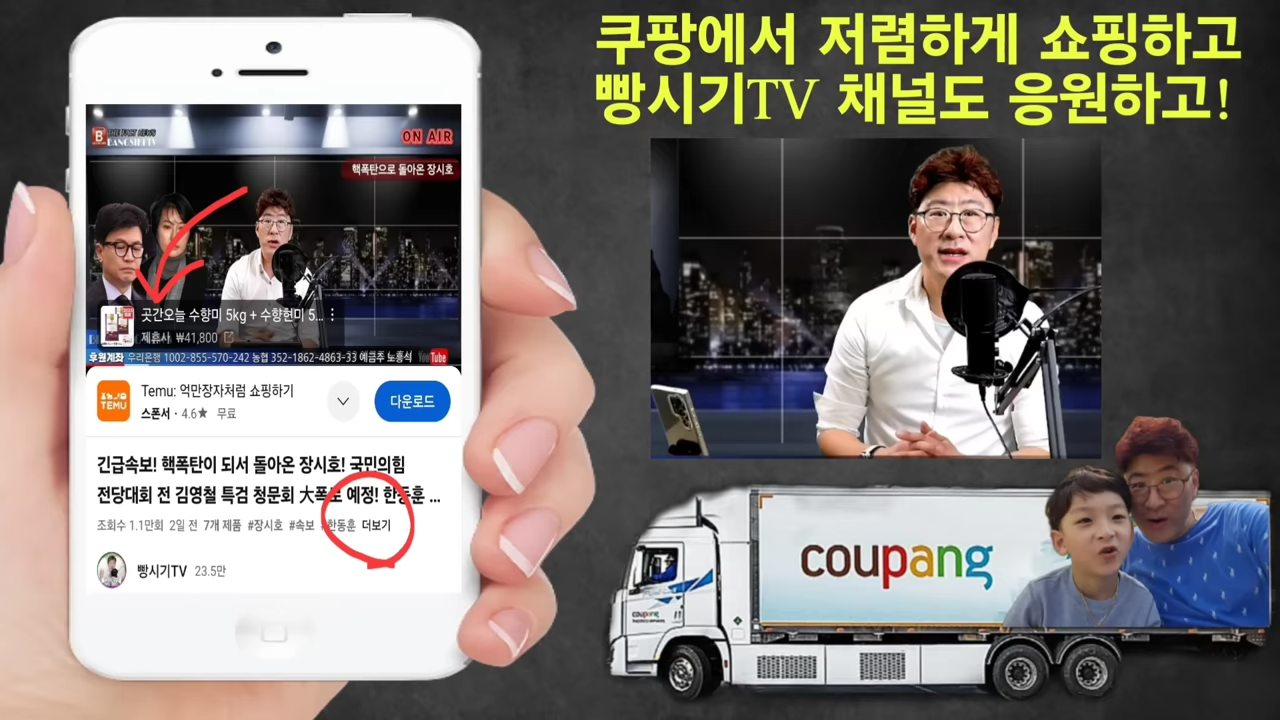 쿠팡에서 저렴하게 쇼핑하고
빵시기TV 채널도 응원하고!
THE FACT NEWS
BANGSIKITV
ON AIR
핵폭탄으로 돌아온 장시호
곳간오늘 수향미 5kg + 수향현미 5...
제휴사 ₩41,800
후원계좌 우리은행 1002-855-570-242 농협 352-1862-4863-33 예금주 노흥석
YouTube
TEMU
Temu: 억만장자처럼 쇼핑하기
스폰서 · 4.6★ 무료
다운로드
긴급속보! 핵폭탄이 되서 돌아온 장시호! 국민의힘
전당대회 전 김영철 특검 청문회 大폭로 예정! 한동훈 ...
조회수 1.1만회 2일 전 7개 제품 #장시호 #속보 #한동훈 더보기
빵시기TV 23.5만
coupang
coupang